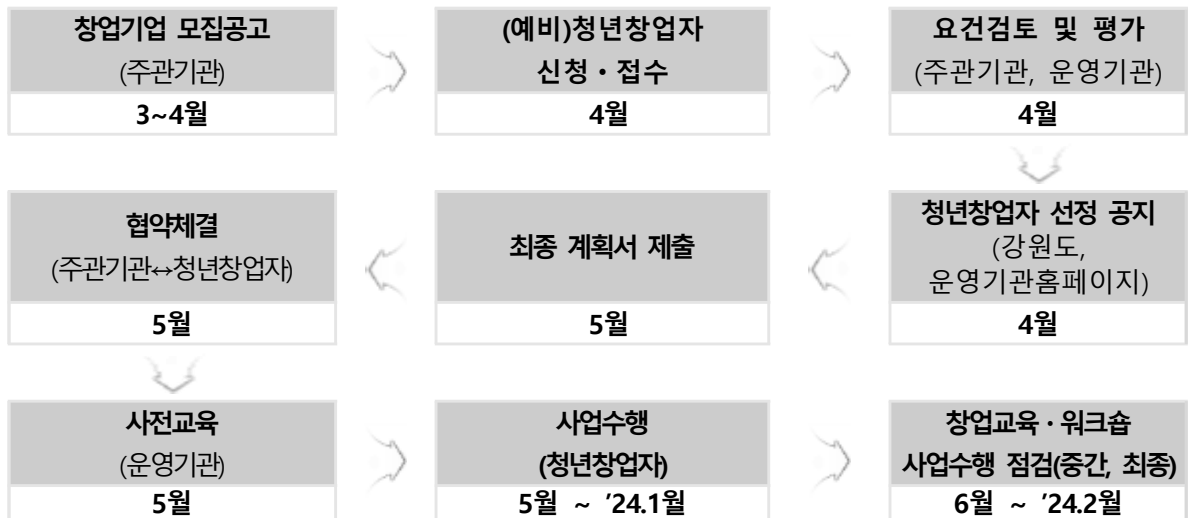 창업기업 모집공고
(주관기관)
3~4월
(예비)청년창업자
신청・접수
4월
요건검토 및 평가
(주관기관, 운영기관)
4월
청년창업자 선정 공지
(강원도,
운영기관홈페이지)
4월
최종 계획서 제출
5월
협약체결
(주관기관↔청년창업자)
5월
사전교육
(운영기관)
5월
사업수행
(청년창업자)
5월 ~ '24.1월
창업교육・워크숍
사업수행 점검(중간, 최종)
6월 ~ '24.2월